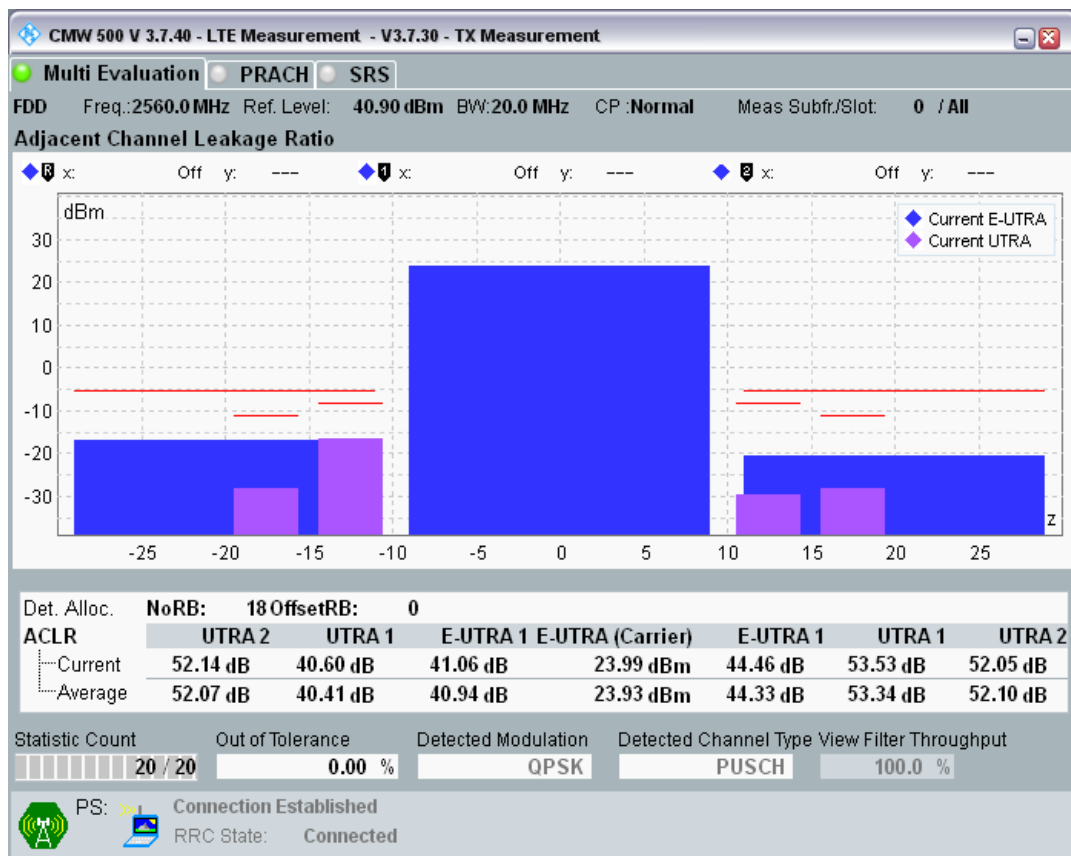 CMW 500 V 3.7.40 - LTE Measurement - V3.7.30 - TX Measurement
Multi Evaluation PRACH SRS
FDD Freq.:2560.0 MHz Ref. Level: 40.90 dBm BW:20.0 MHz CP :Normal Meas Subfr./Slot: 0 / All
Adjacent Channel Leakage Ratio
R x: Off y: --- 1 x: Off y: --- 2 x: Off y: ---
dBm
Current E-UTRA
Current UTRA
30
20
10
0
-10
-20
-30
z
-25 -20 -15 -10 -5 0 5 10 15 20 25
Det. Alloc. NoRB: 18 OffsetRB: 0
ACLR UTRA 2 UTRA 1 E-UTRA 1 E-UTRA (Carrier) E-UTRA 1 UTRA 1 UTRA 2
Current 52.14 dB 40.60 dB 41.06 dB 23.99 dBm 44.46 dB 53.53 dB 52.05 dB
Average 52.07 dB 40.41 dB 40.94 dB 23.93 dBm 44.33 dB 53.34 dB 52.10 dB
Statistic Count Out of Tolerance Detected Modulation Detected Channel Type View Filter Throughput
20 / 20 0.00 % QPSK PUSCH 100.0 %
PS: Connection Established
RRC State: Connected